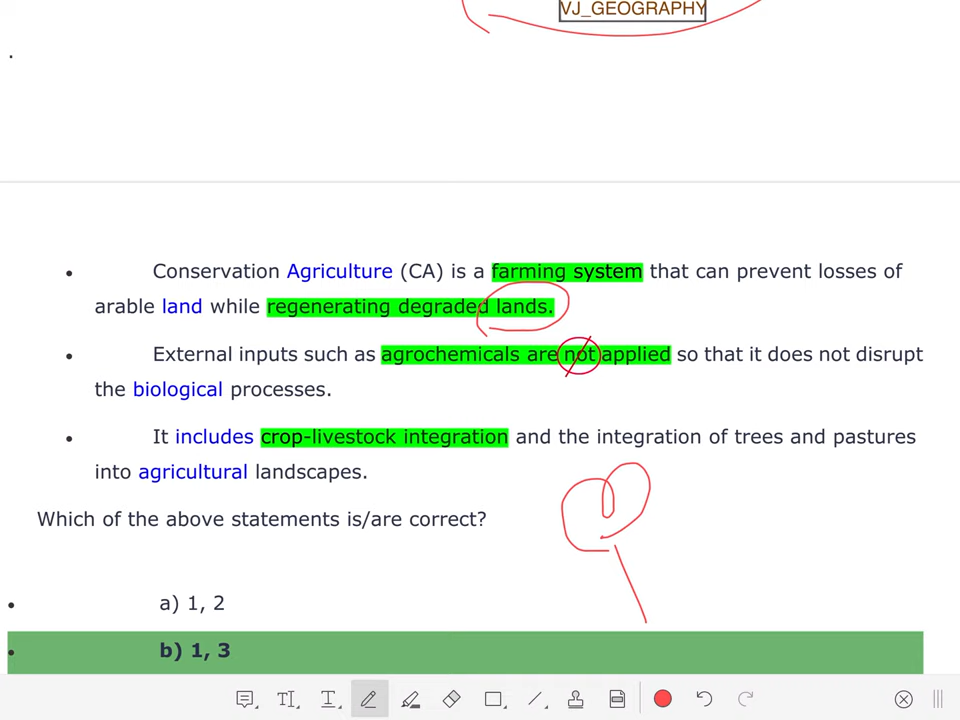 VJ_GEOGRAPHY
.
• Conservation Agriculture (CA) is a farming system that can prevent losses of
arable land while regenerating degraded lands.
• External inputs such as agrochemicals are not applied so that it does not disrupt
the biological processes.
• It includes crop-livestock integration and the integration of trees and pastures
into agricultural landscapes.
Which of the above statements is/are correct?
• a) 1, 2
• b) 1, 3